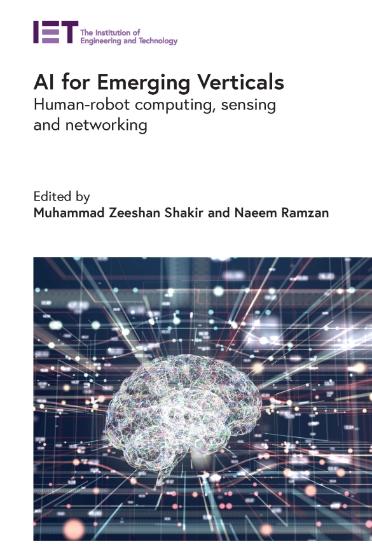 IET The Institution of
Engineering and Technology
AI for Emerging Verticals
Human-robot computing, sensing
and networking
Edited by
Muhammad Zeeshan Shakir and Naeem Ramzan